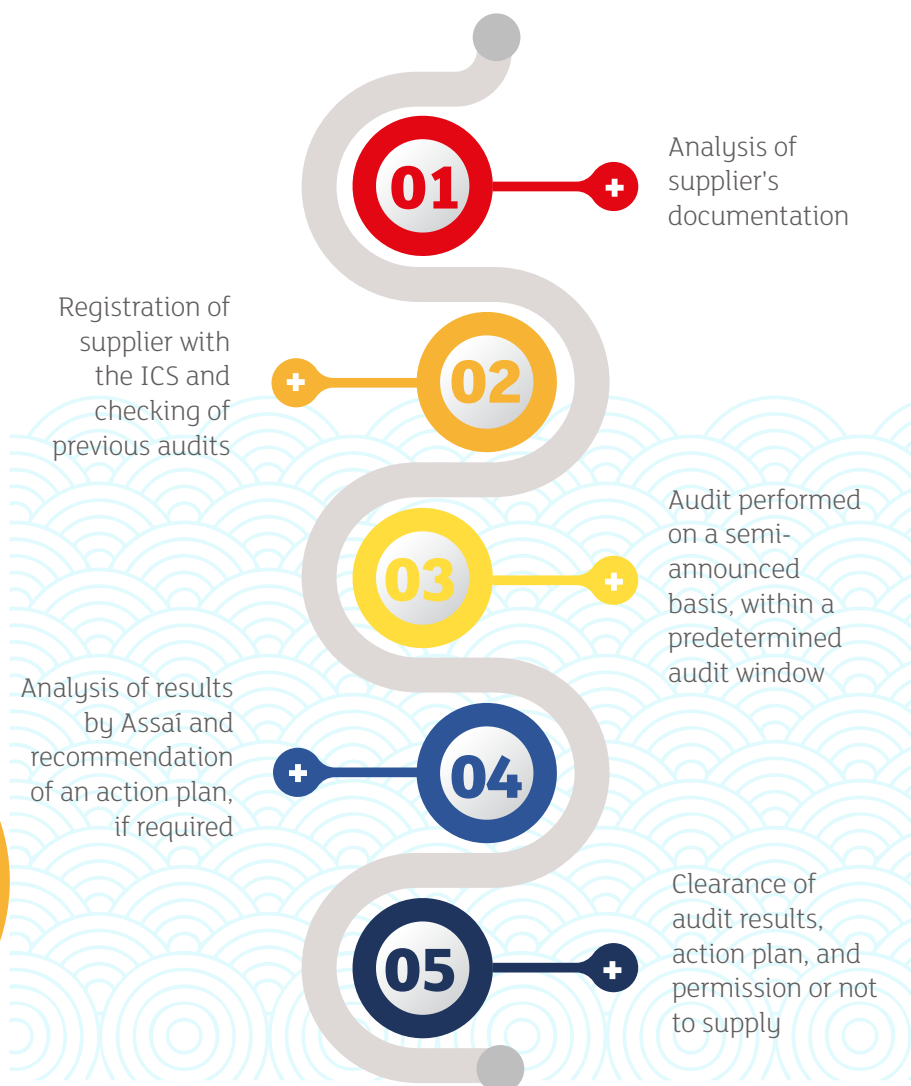 01
Analysis of
supplier's
documentation
Registration of
supplier with
the ICS and
checking of
previous audits
02
03
Audit performed
on a semi-
announced
basis, within a
predetermined
audit window
Analysis of results
by Assaí and
recommendation
of an action plan,
if required
04
05
Clearance of
audit results,
action plan, and
permission or not
to supply